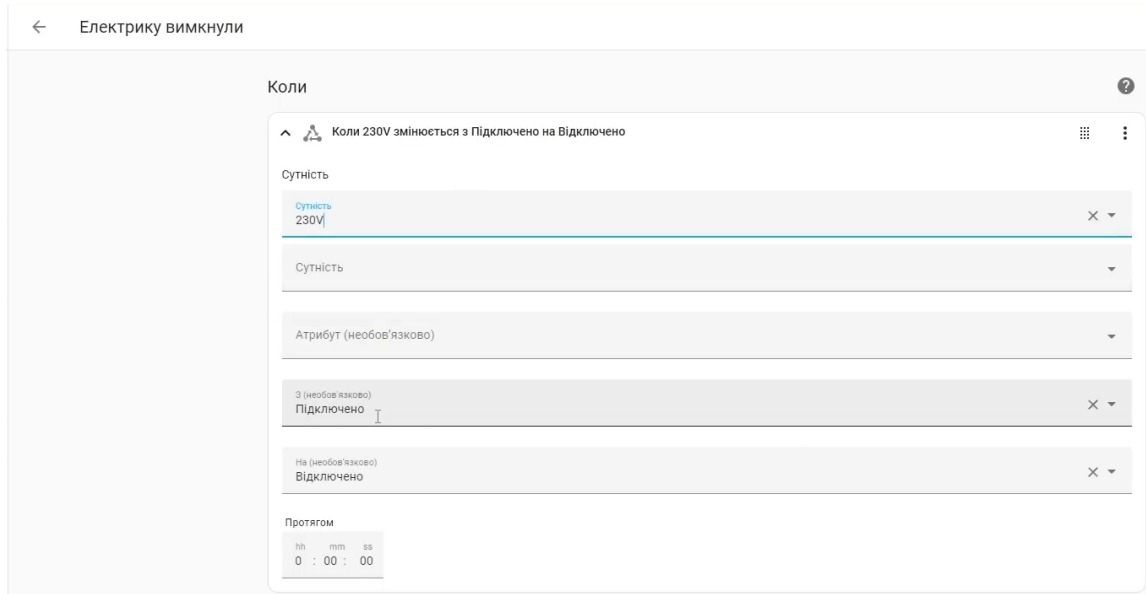 Електрику вимкнули
Коли
Коли 230V змінюється з Підключено на Відключено
Сутність
Сутність
230V
Сутність
Атрибут (необов'язково)
З (необов'язково)
Підключено
На (необов'язково)
Відключено
Протягом
hh mm ss
0 : 00 : 00